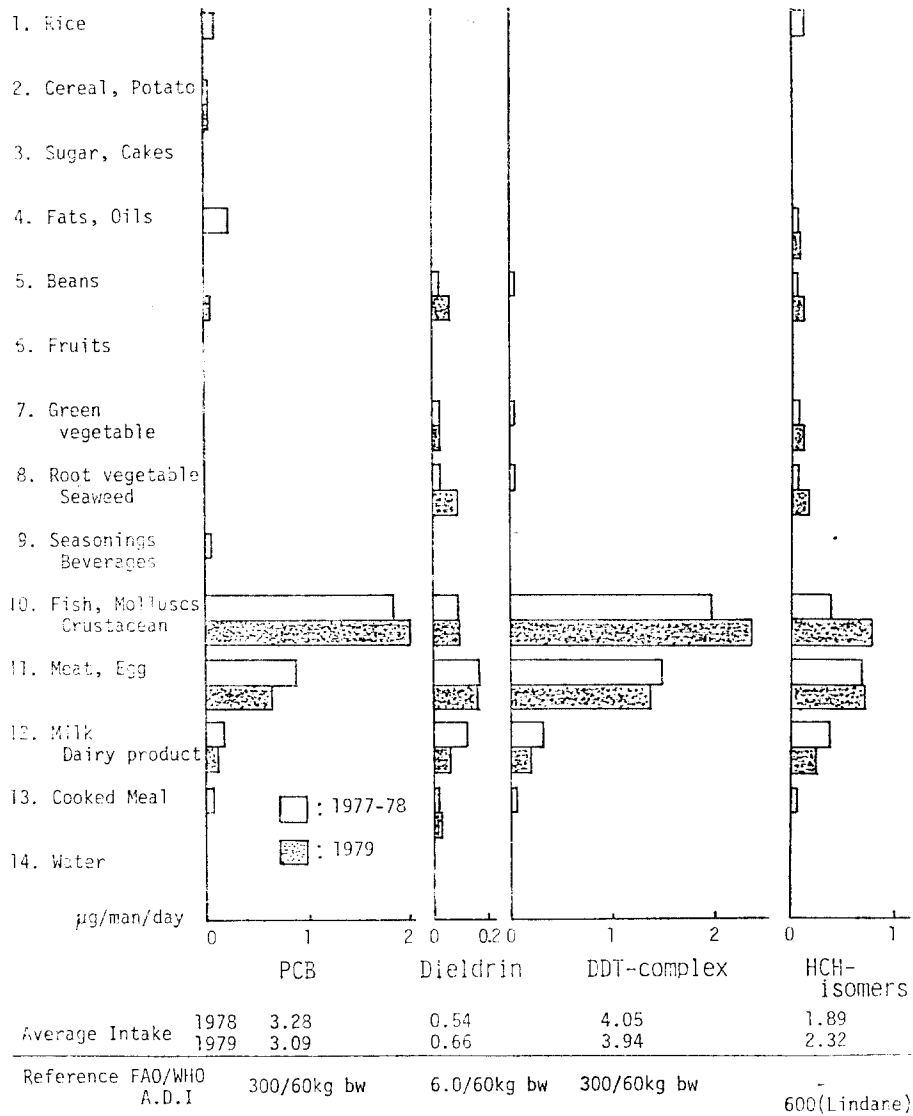 1. Rice
2. Cereal, Potato
3. Sugar, Cakes
4. Fats, Oils
5. Beans
6. Fruits
7. Green
vegetable
8. Root vegetable
Seaweed
9. Seasonings
Beverages
10. Fish, Molluscs
Crustacean
11. Meat, Egg
12. Milk
Dairy product
13. Cooked Meal
14. Water
□ : 1977-78
: 1979
µg/man/day
0 1 2 0 0.2 0 1 2 0 1
PCB Dieldrin DDT-complex HCH-
isomers
Average Intake
1978 3.28 0.54 4.05 1.89
1979 3.09 0.66 3.94 2.32
Reference FAO/WHO
A.D.I
300/60kg bw 6.0/60kg bw 300/60kg bw -
600(Lindane)